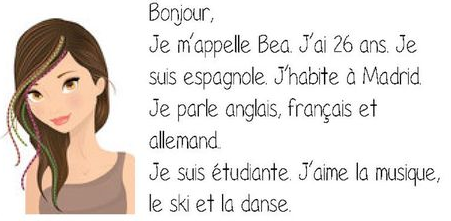 Bonjour,
Je m'appelle Bea. J'ai 26 ans. Je
suis espagnole. J'habite à Madrid.
Je parle anglais, français et
allemand.
Je suis étudiante. J'aime la musique,
le ski et la danse.